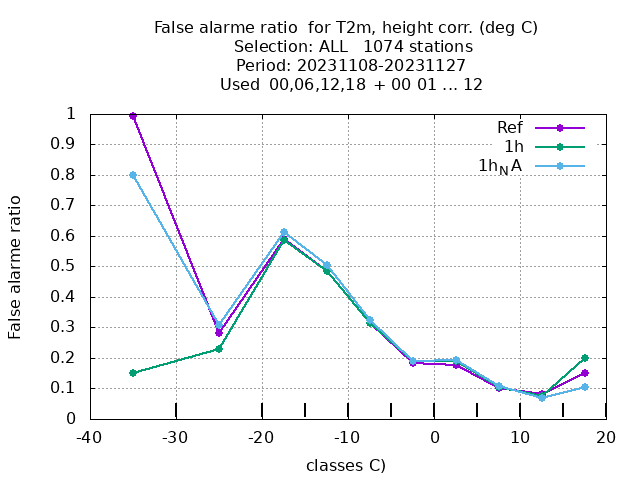 False alarme ratio  for T2m, height corr. (deg C)
Selection: ALL   1074 stations
Period: 20231108-20231127
Used  00,06,12,18  + 00 01 ... 12
Ref
1h
1h_NA
False alarme ratio
1
0.9
0.8
0.7
0.6
0.5
0.4
0.3
0.2
0.1
0
-40 -30 -20 -10 0 10 20
classes C)